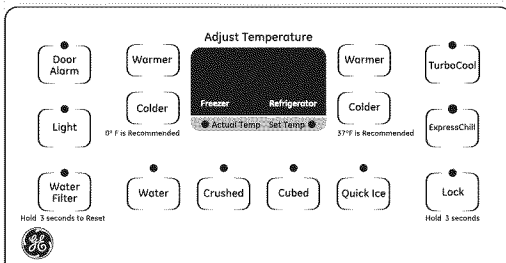 Adjust Temperature
Door
Alarm
Warmer
Warmer
TurboCool
Light
Colder
Freezer
Refrigerator
Colder
ExpressChill
0° F is Recommended
Actual Temp
Set Temp
37°F is Recommended
Water
Filter
Water
Crushed
Cubed
Quick Ice
Lock
Hold 3 seconds to Reset
Hold 3 seconds
GE